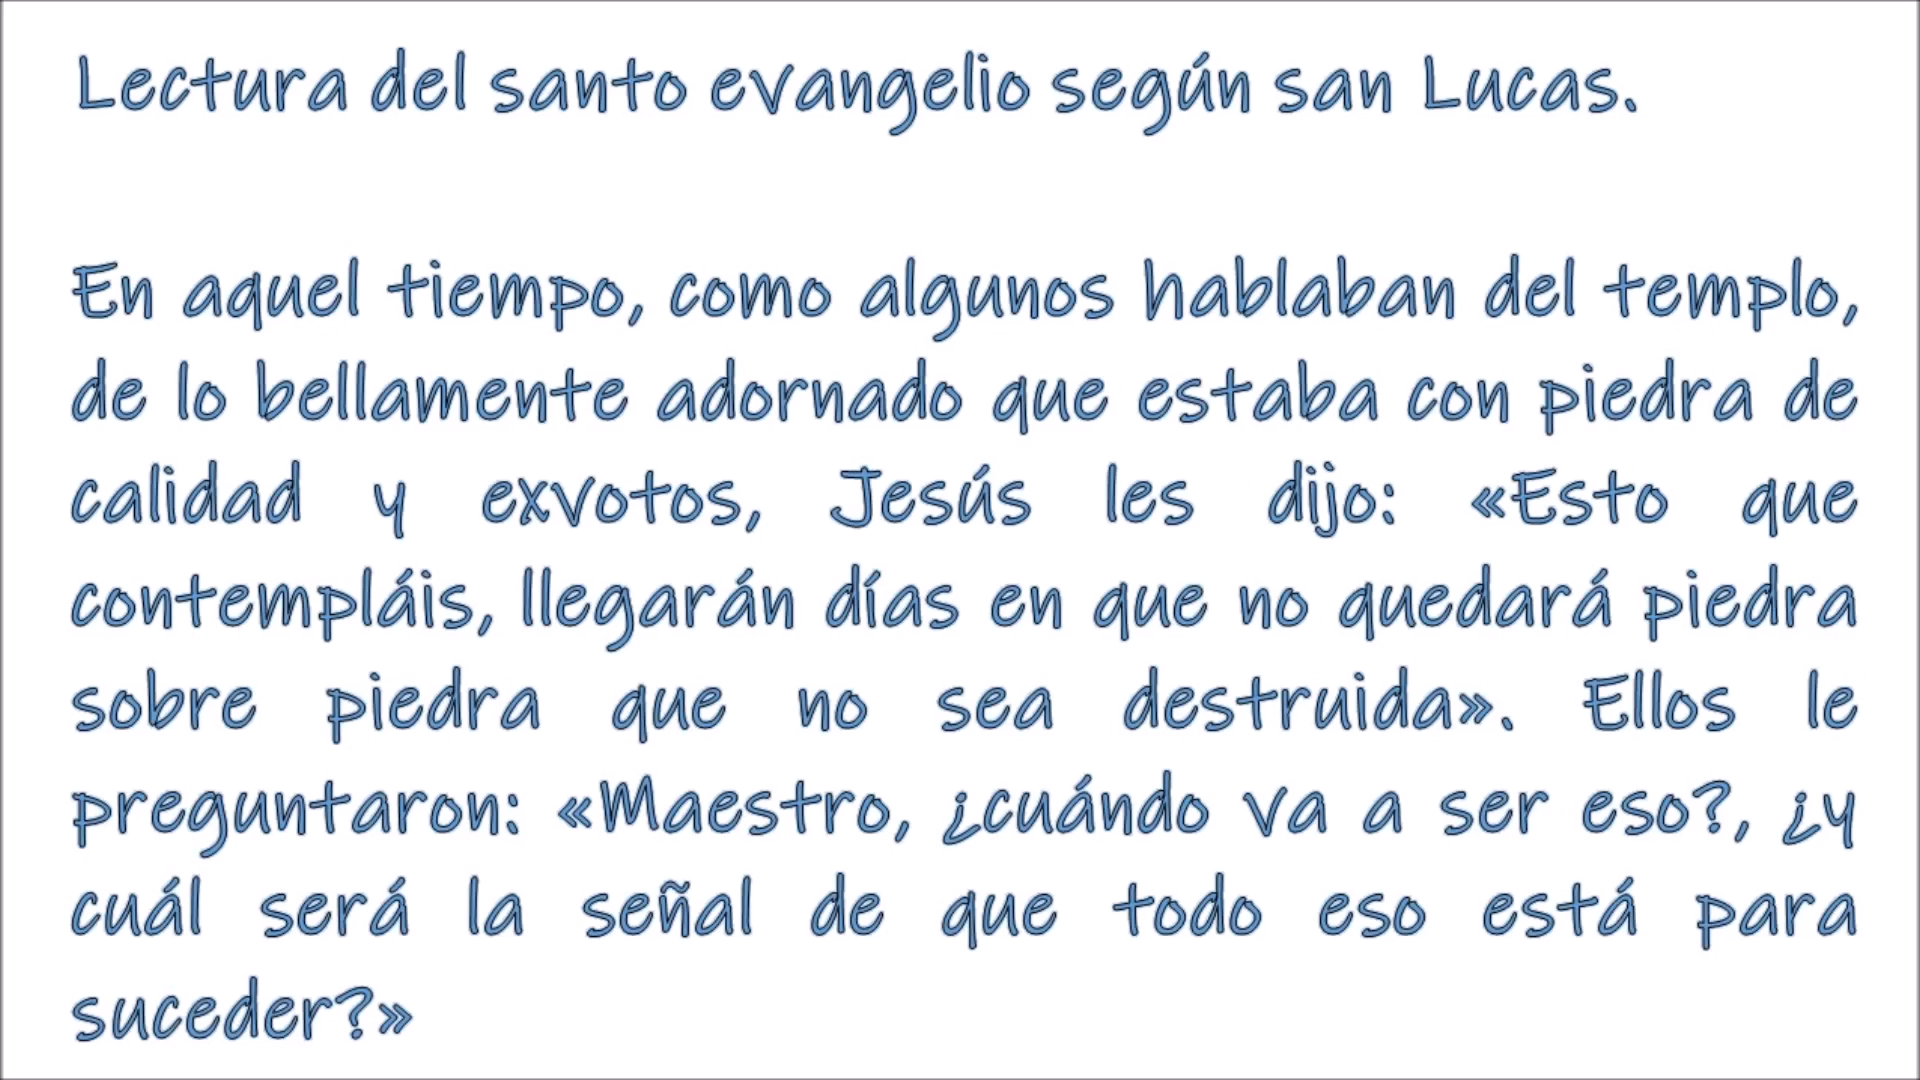 Lectura del santo evangelio según san Lucas.
En aquel tiempo, como algunos hablaban del templo,
de lo bellamente adornado que estaba con piedra de
calidad y exvotos, Jesús les dijo: «Esto que
contempláis, llegarán días en que no quedará piedra
sobre piedra que no sea destruida». Ellos le
preguntaron: «Maestro, ¿cuándo va a ser eso?, ¿y
cuál será la señal de que todo eso está para
suceder?»